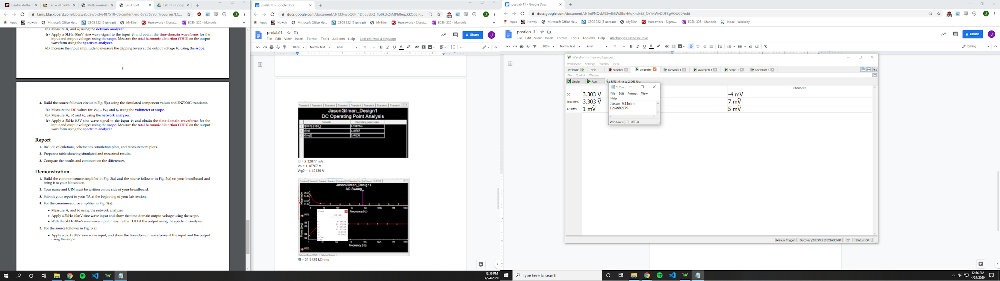 Central Authen
Lab – 20 SPRIN
MultiSim-Anal
Lab11.pdf
Lab 11 - Goog
tamu.blackboard.com/bbcswebdav/pid-6487518-dt-content-rid-57276790_1/courses/EC...
Apps
Howdy
Microsoft Office Ho...
CSCE 222 (5 unread)
MyBlinn
Homework - Signal...
ECEN 325 - Mandela
(b) Measure Av and Ri using the network analyzer.
(c) Apply a 5kHz 40mV sine wave signal to the input Vi and obtain the time-domain waveforms for the
input and output voltages using the scope. Measure the total harmonic distortion (THD) on the output
waveform using the spectrum analyzer.
(d) Increase the input amplitude to measure the clipping levels at the output voltage Vo using the scope.
5
2. Build the source follower circuit in Fig. 5(a) using the simulated component values and 2N7000G transistor.
(a) Measure the DC values for VRG2, VRS and ID using the voltmeter or scope.
(b) Measure Av, Ri and Ro using the network analyzer.
(c) Apply a 5kHz 0.8V sine wave signal to the input Vi and obtain the time-domain waveforms for the
input and output voltages using the scope. Measure the total harmonic distortion (THD) on the output
waveform using the spectrum analyzer.
Report
1. Include calculations, schematics, simulation plots, and measurement plots.
2. Prepare a table showing simulated and measured results.
3. Compare the results and comment on the differences.
Demonstration
1. Build the common-source amplifier in Fig. 3(a) and the source follower in Fig. 5(a) on your breadboard and
bring it to your lab session.
2. Your name and UIN must be written on the side of your breadboard.
3. Submit your report to your TA at the beginning of your lab session.
4. For the common-source amplifier in Fig. 3(a):
• Measure Av and Ri using the network analyzer.
• Apply a 5kHz 40mV sine wave input and show the time-domain output voltage using the scope.
• With the 5kHz 40mV sine wave input, measure the THD at the output using the spectrum analyzer.
5. For the source follower in Fig. 5(a):
• Apply a 5kHz 0.8V sine wave input, and show the time-domain waveforms at the input and the output
using the scope.
prelab11 - Google Docs
docs.google.com/document/d/133vwoQ0P_1Dtj5BLBQ_flo9kUcSiMPh8egzKKO63iP...
Apps
Howdy
Microsoft Office Ho...
CSCE 222 (5 unread)
MyBlinn
Homework - Signal...
ECEN 325 - Mandela
prelab11
File Edit View Insert Format Tools Add-ons Help Last edit was 4 days ago
Share
J
100% Normal text Arial 11
Transient Transient Transient Transient Transient Transient Transient Transient
JasonGilman_Design1
DC Operating Point Analysis
Variable Operating point value
2.32877 m
V(vs) 1.18767
V(vrg2) 4.40136
Id = 2.32877 mA
Vs = 1.18767 V
Vrg2 = 4.40136 V
JasonGilman_Design1
AC Sweep
Magnitude
Frequency (Hz)
Cursor
Phase (deg)
Frequency (Hz)
Ri = 31.9728 kOhms
12:56 PM
4/24/2020
postlab 11 - Google Docs
docs.google.com/document/d/1eiPNQsM93wI55W2BdHAqKhdx6Z_QYh4WvDDFSgVOUC0/edit
Apps
Howdy
Microsoft Office Ho...
CSCE 222 (5 unread)
MyBlinn
Homework - Signal...
ECEN 325 - Mandela
Inbox - Workday
postlab 11
File Edit View Insert Format Tools Add-ons Help All changes saved in Drive
Share
J
100% Normal text Arial 11
Editing
WaveForms (new workspace)
Workspace Settings Window Help
Welcome Help Supplies Voltmeter Network 1 Wavegen 1 Scope 1 Spectrum 1
File Control Window
Single Run RMS: 4 Hz to 2.048 kHz
Channel 2
DC 3.303 V -4 mV
True RMS 3.303 Ṽ 7 mṼ
AC RMS 1 mṼ 5 mṼ
*Un...
File Edit Format View
Help
Jason Gilman
126006979
Windows (CR UTF-8
Manual Trigger Discovery2NI SN:210321ABE64D Status: OK
Type here to search
12:56 PM
4/24/2020